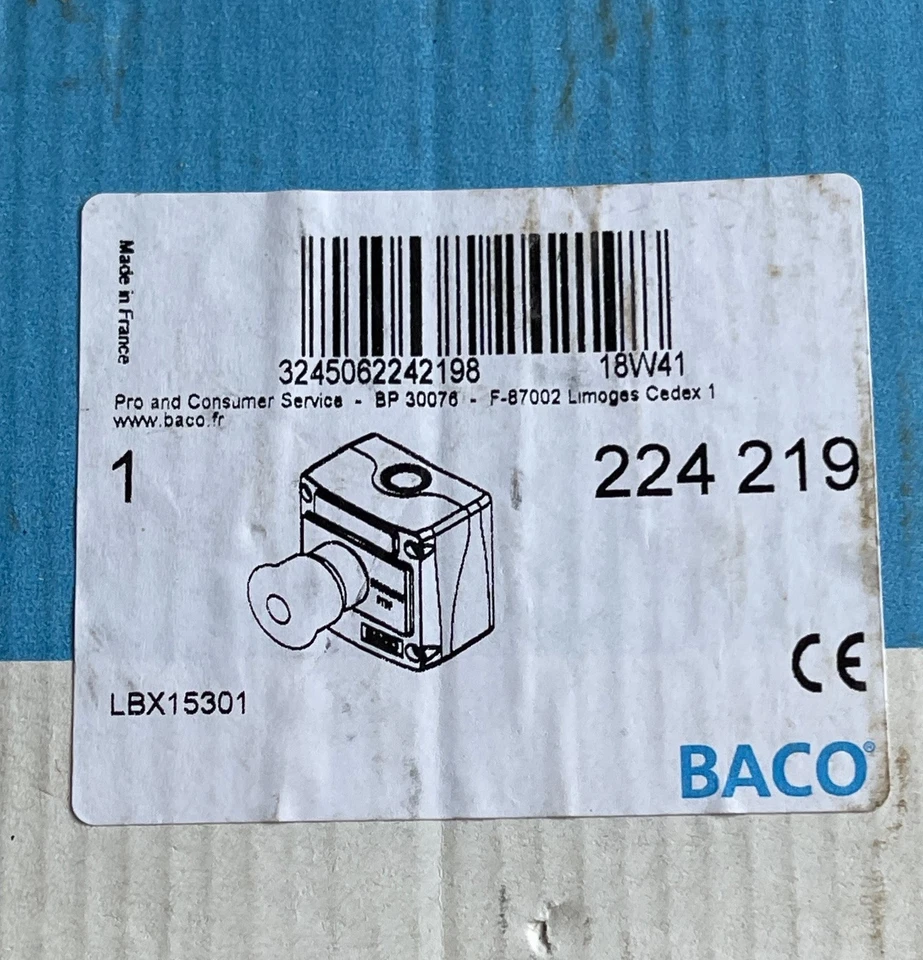 Made in France
3245062242198 18W41
Pro and Consumer Service - BP 30076 - F-87002 Limoges Cedex 1
www.baco.fr
1
224 219
LBX15301
CE
BACO®